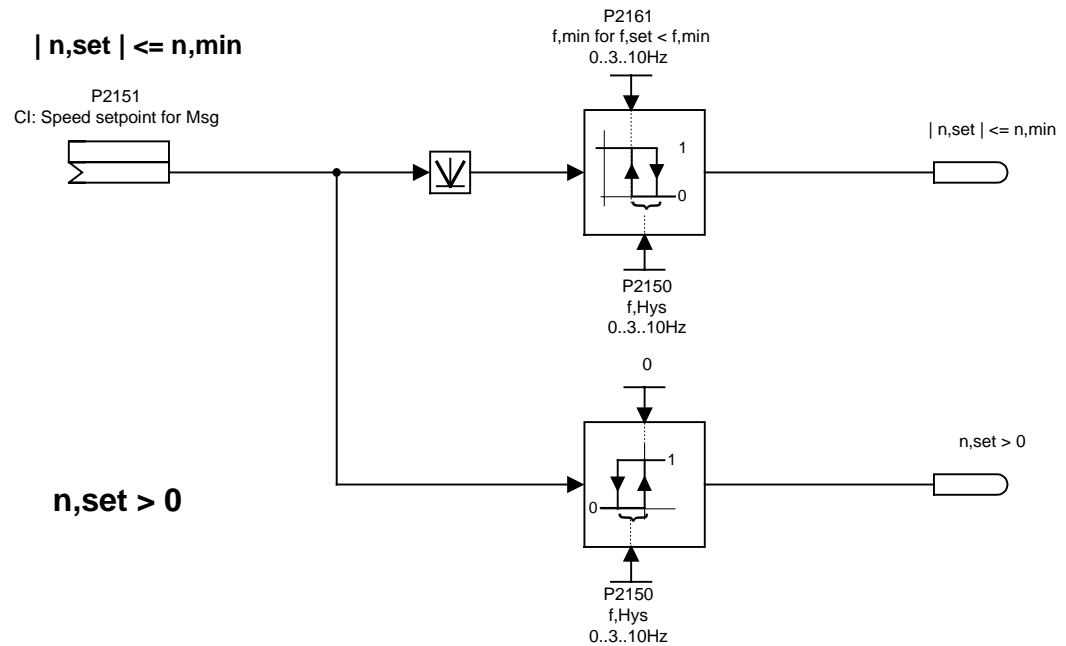 | n,set | <= n,min
P2151
CI: Speed setpoint for Msg
P2161
f,min for f,set < f,min
0..3..10Hz
1
0
| n,set | <= n,min
P2150
f,Hys
0..3..10Hz
n,set > 0
0
1
0
n,set > 0
P2150
f,Hys
0..3..10Hz